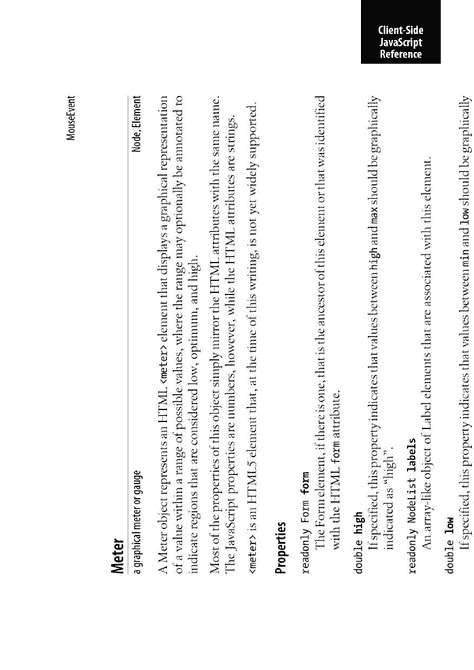 Client-Side
JavaScript
Reference
MouseEvent
Meter
a graphical meter or gauge Node, Element
A Meter object represents an HTML <meter> element that displays a graphical representation
of a value within a range of possible values, where the range may optionally be annotated to
indicate regions that are considered low, optimum, and high.
Most of the properties of this object simply mirror the HTML attributes with the same name.
The JavaScript properties are numbers, however, while the HTML attributes are strings.
<meter> is an HTML5 element that, at the time of this writing, is not yet widely supported.
Properties
readonly Form form
The Form element, if there is one, that is the ancestor of this element or that was identified
with the HTML form attribute.
double high
If specified, this property indicates that values between high and max should be graphically
indicated as “high”.
readonly NodeList labels
An array-like object of Label elements that are associated with this element.
double low
If specified, this property indicates that values between min and low should be graphically